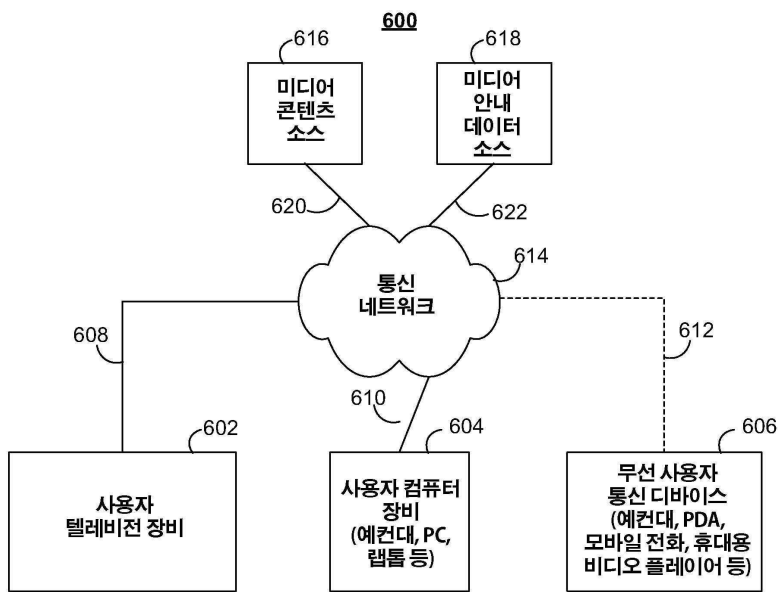 600
616
618
미디어
콘텐츠
소스
미디어
안내
데이터
소스
620
622
614
통신
네트워크
608
612
610
602
604
606
사용자
텔레비전 장비
사용자 컴퓨터
장비
(예컨대, PC,
랩톱 등)
무선 사용자
통신 디바이스
(예컨대, PDA,
모바일 전화, 휴대용
비디오 플레이어 등)